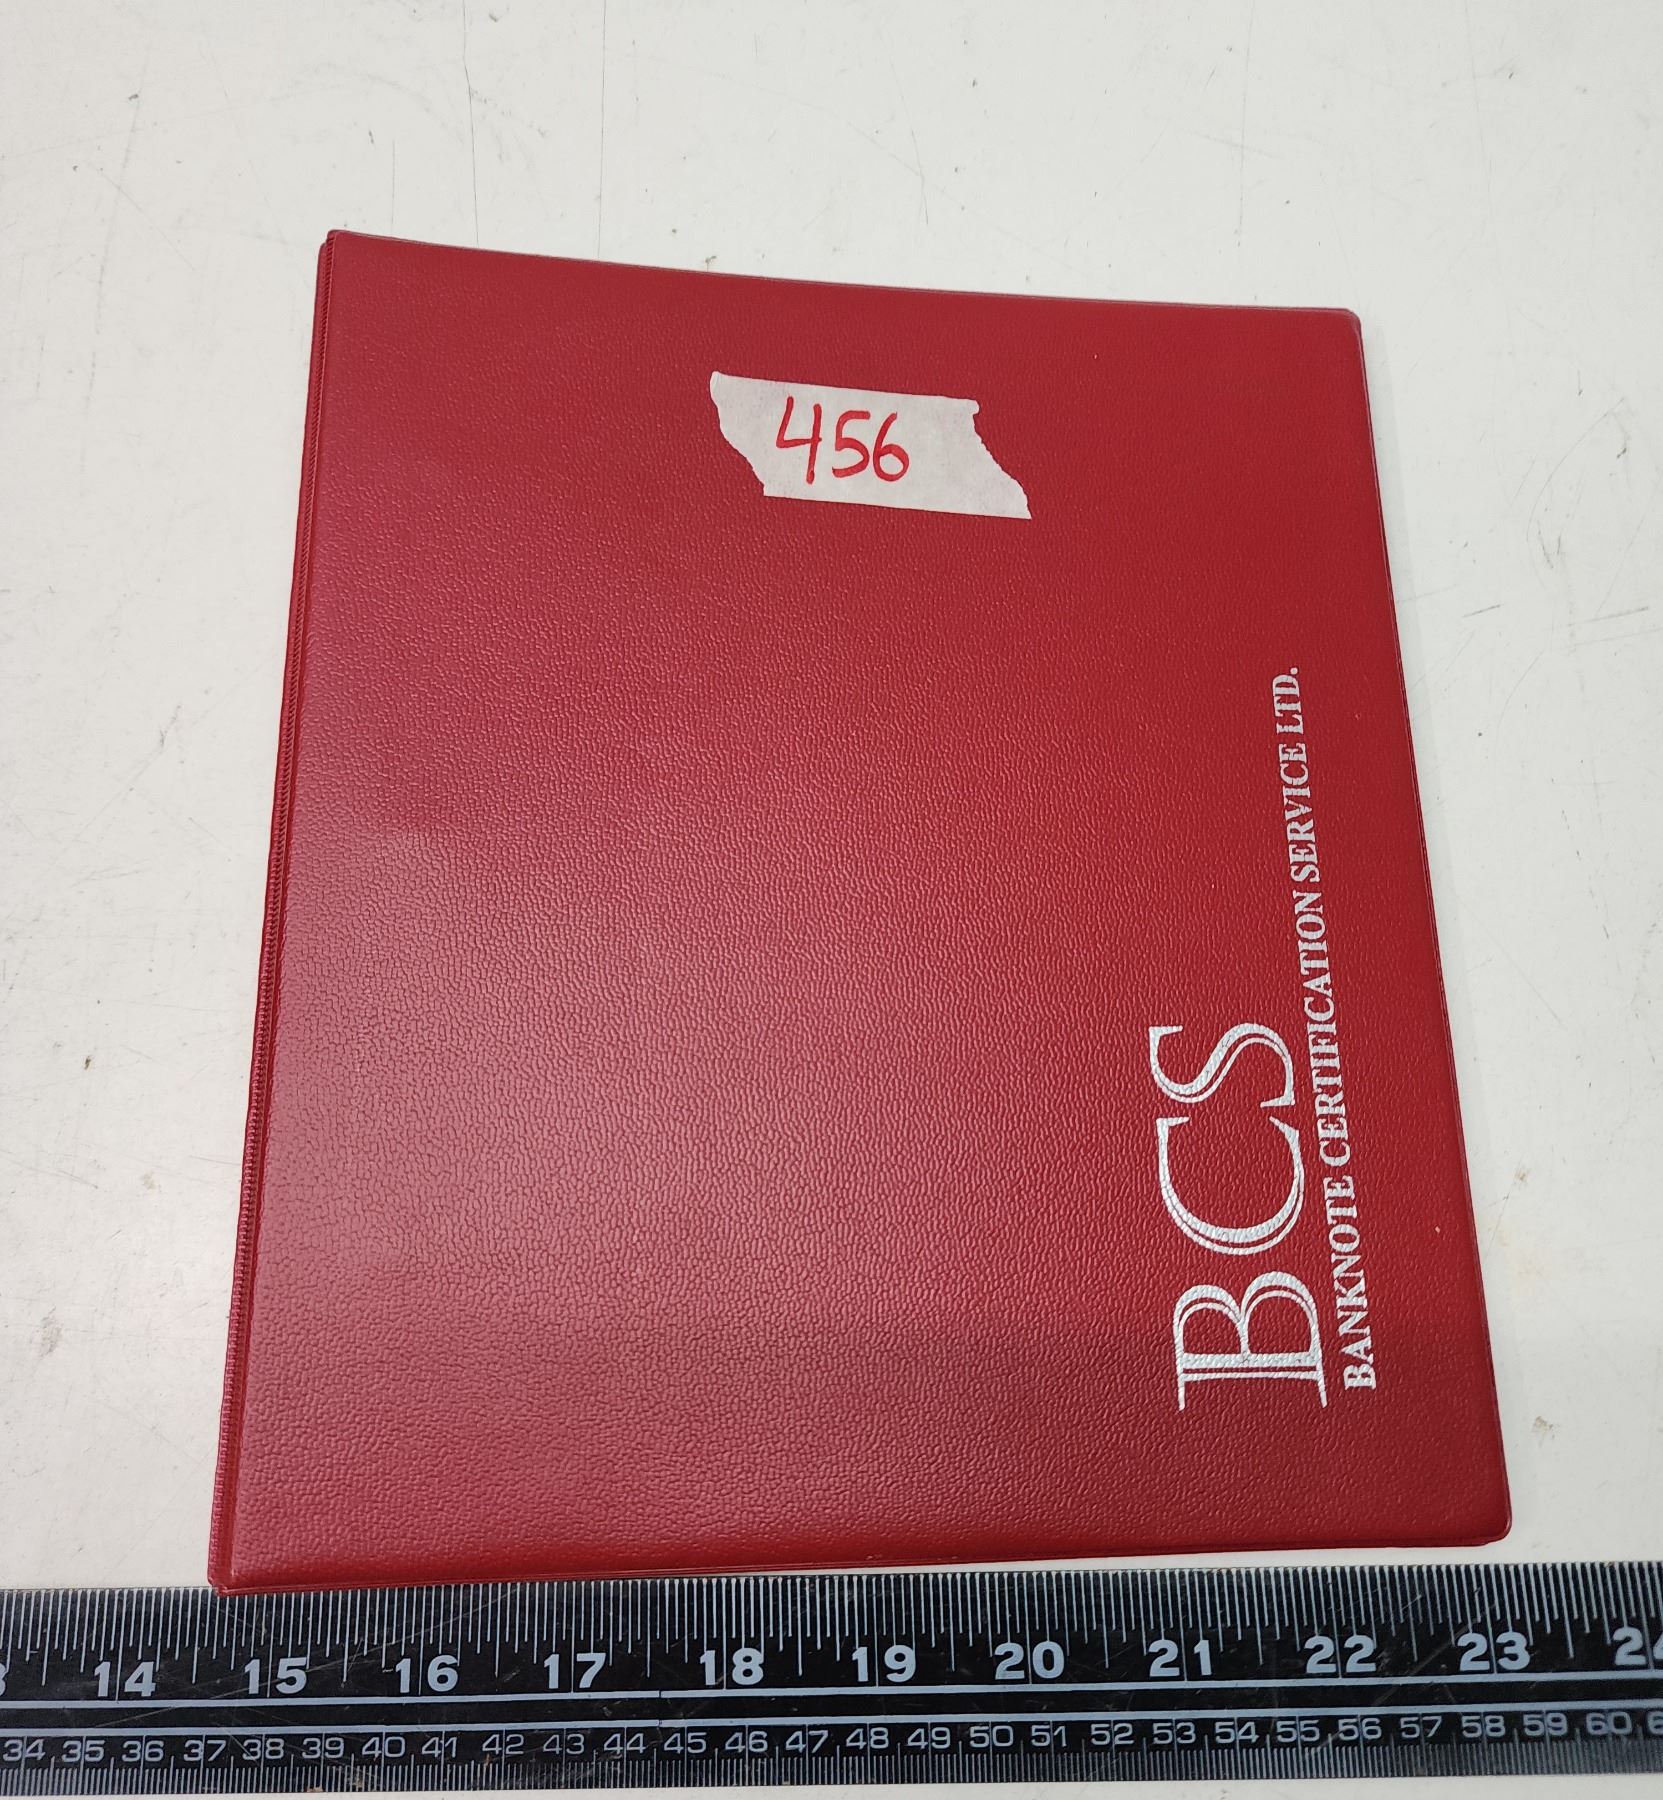 456
BCS
BANKNOTE CERTIFICATION SERVICE LTD.
14 15 16 17 18 19 20 21 22 23 24
34 35 36 37 38 39 40 41 42 43 44 45 46 47 48 49 50 51 52 53 54 55 56 57 58 59 60